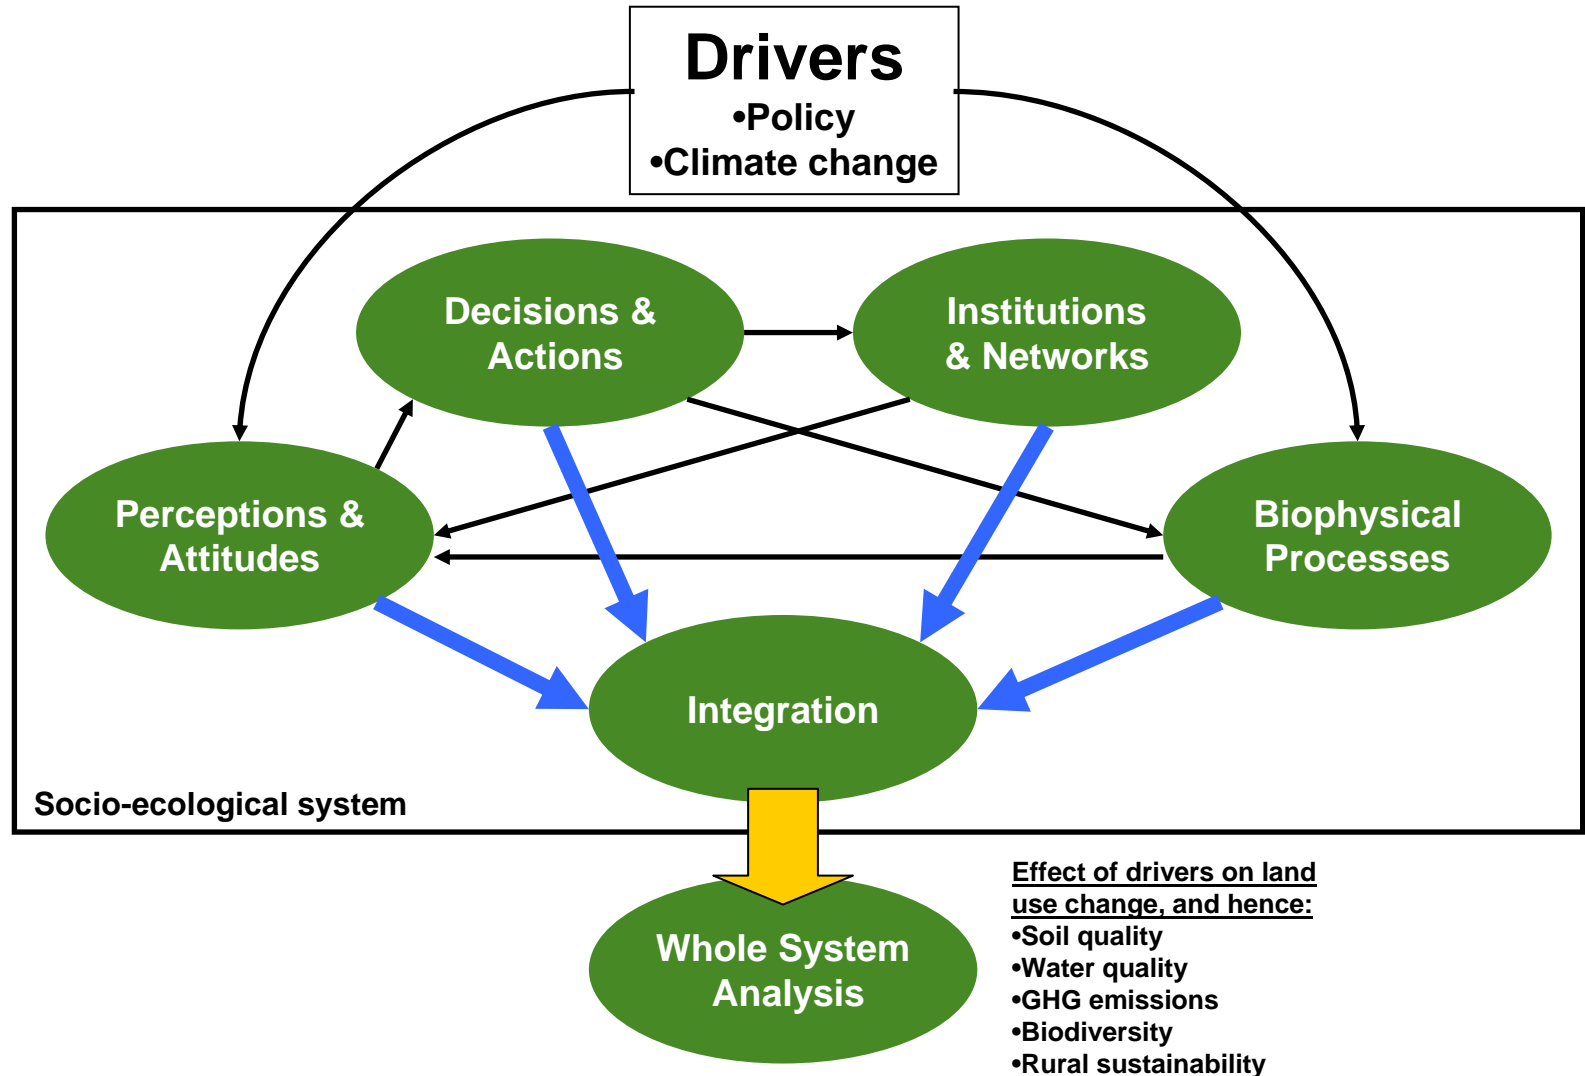 Drivers
•Policy
•Climate change
Decisions &
Actions
Institutions
& Networks
Perceptions &
Attitudes
Biophysical
Processes
Integration
Socio-ecological system
Whole System
Analysis
Effect of drivers on land
use change, and hence:
•Soil quality
•Water quality
•GHG emissions
•Biodiversity
•Rural sustainability